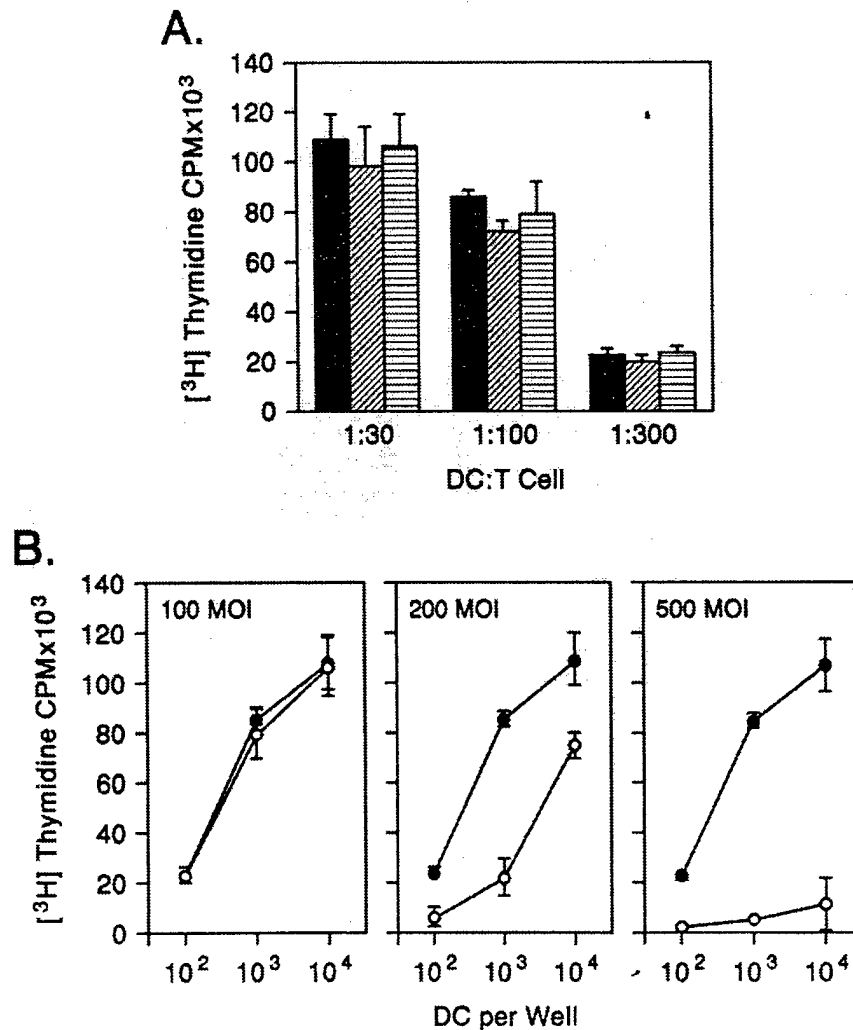 A.
[³H] Thymidine CPMx10³
140
120
100
80
60
40
20
0
1:30 1:100 1:300
DC:T Cell
B.
[³H] Thymidine CPMx10³
140
120
100
80
60
40
20
0
100 MOI 200 MOI 500 MOI
10² 10³ 10⁴ 10² 10³ 10⁴ 10² 10³ 10⁴
DC per Well